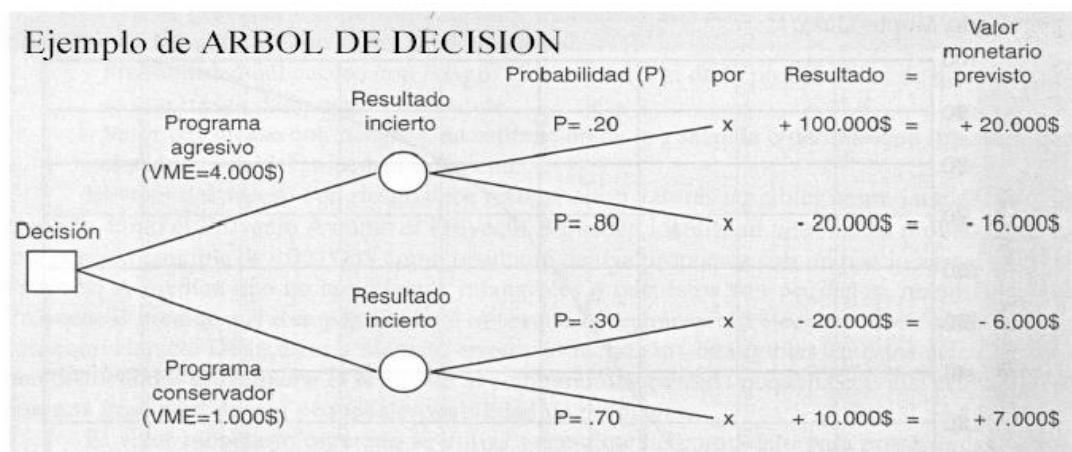 Ejemplo de ARBOL DE DECISION
Valor
monetario
previsto
Probabilidad (P) por Resultado =
Programa
agresivo
(VME=4.000$)
Resultado
incierto
P= .20 x + 100.000$ = + 20.000$
P= .80 x - 20.000$ = - 16.000$
Decisión
Resultado
incierto
P= .30 x - 20.000$ = - 6.000$
Programa
conservador
(VME=1.000$)
P= .70 x + 10.000$ = + 7.000$